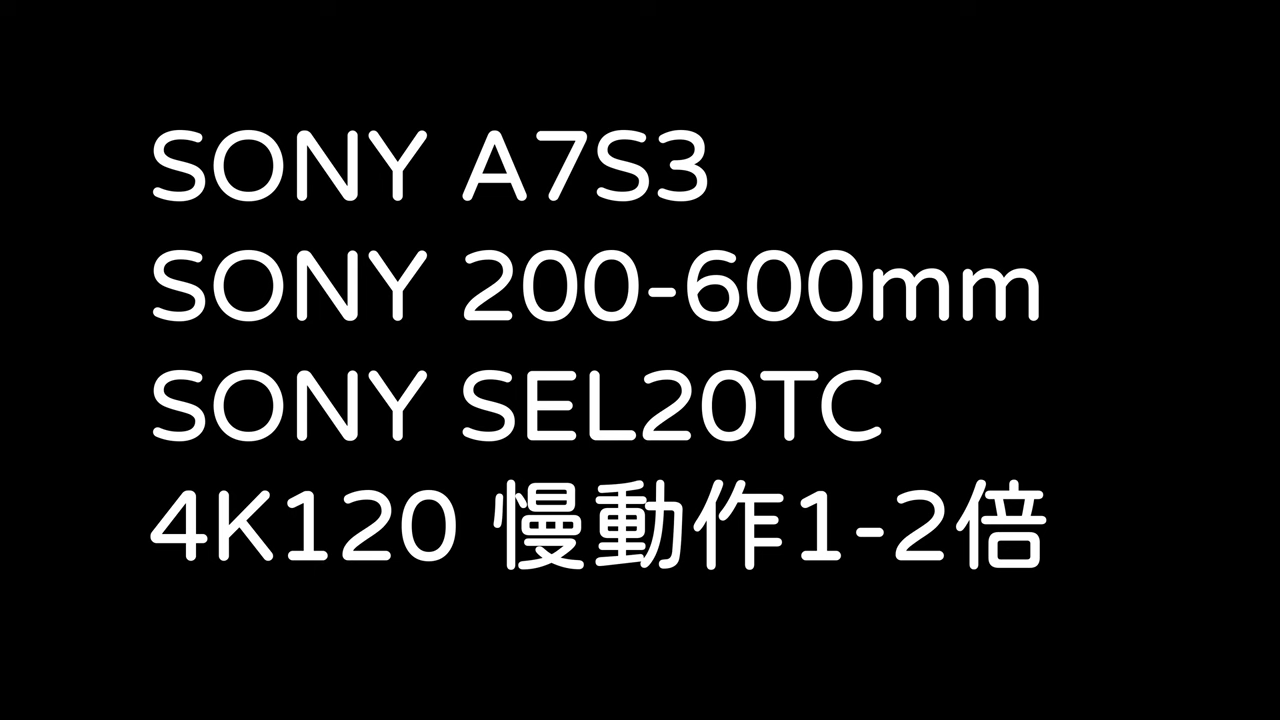 SONY A7S3
SONY 200-600mm
SONY SEL20TC
4K120 慢動作1-2倍